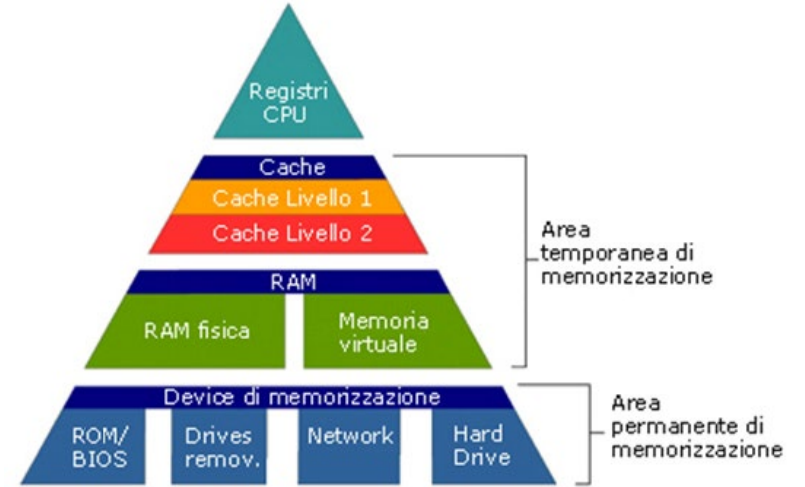 Registri
CPU
Cache
Cache Livello 1
Cache Livello 2
Area
temporanea di
memorizzazione
RAM
RAM fisica
Memoria
virtuale
Device di memorizzazione
ROM/
BIOS
Drives
remov.
Network
Hard
Drive
Area
permanente di
memorizzazione